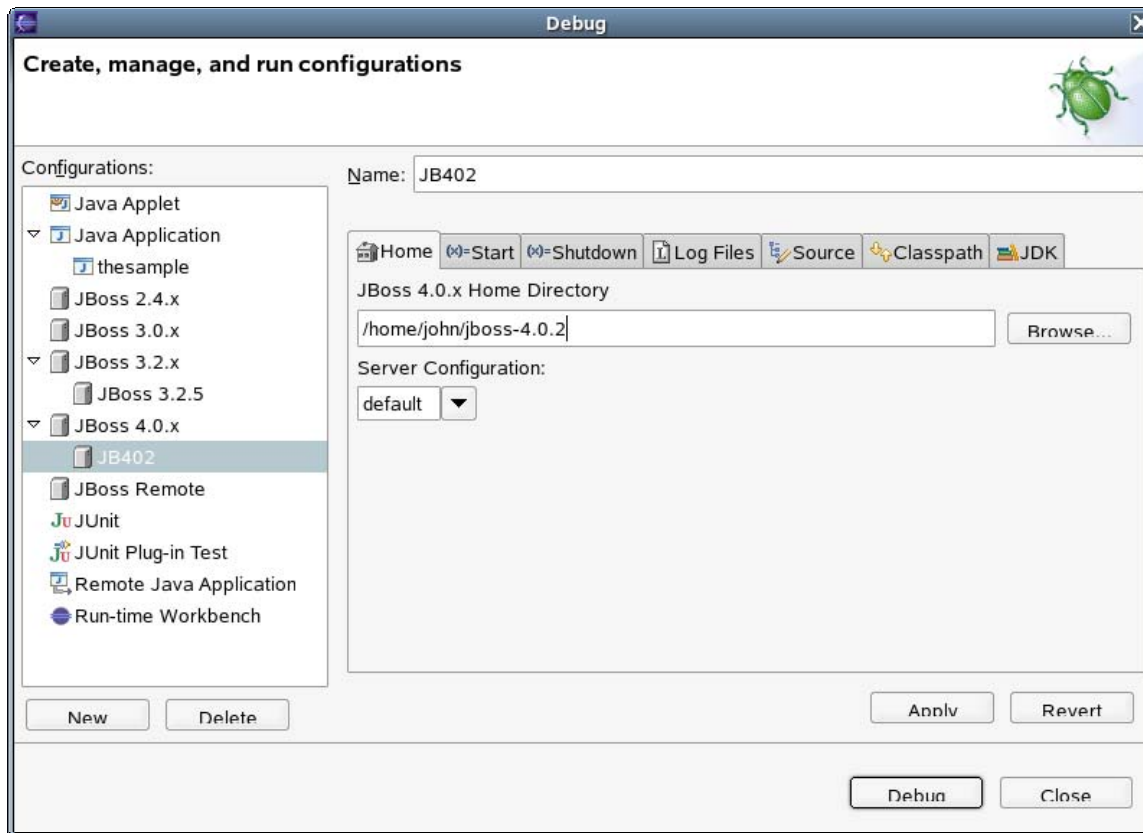 Debug
Create, manage, and run configurations
Configurations:
Java Applet
Java Application
thesample
JBoss 2.4.x
JBoss 3.0.x
JBoss 3.2.x
JBoss 3.2.5
JBoss 4.0.x
JB402
JBoss Remote
JUnit
JUnit Plug-in Test
Remote Java Application
Run-time Workbench
New Delete
Name: JB402
Home (x)=Start (x)=Shutdown Log Files Source Classpath JDK
JBoss 4.0.x Home Directory
/home/john/jboss-4.0.2 Browse...
Server Configuration:
default
Apply Revert
Debug Close